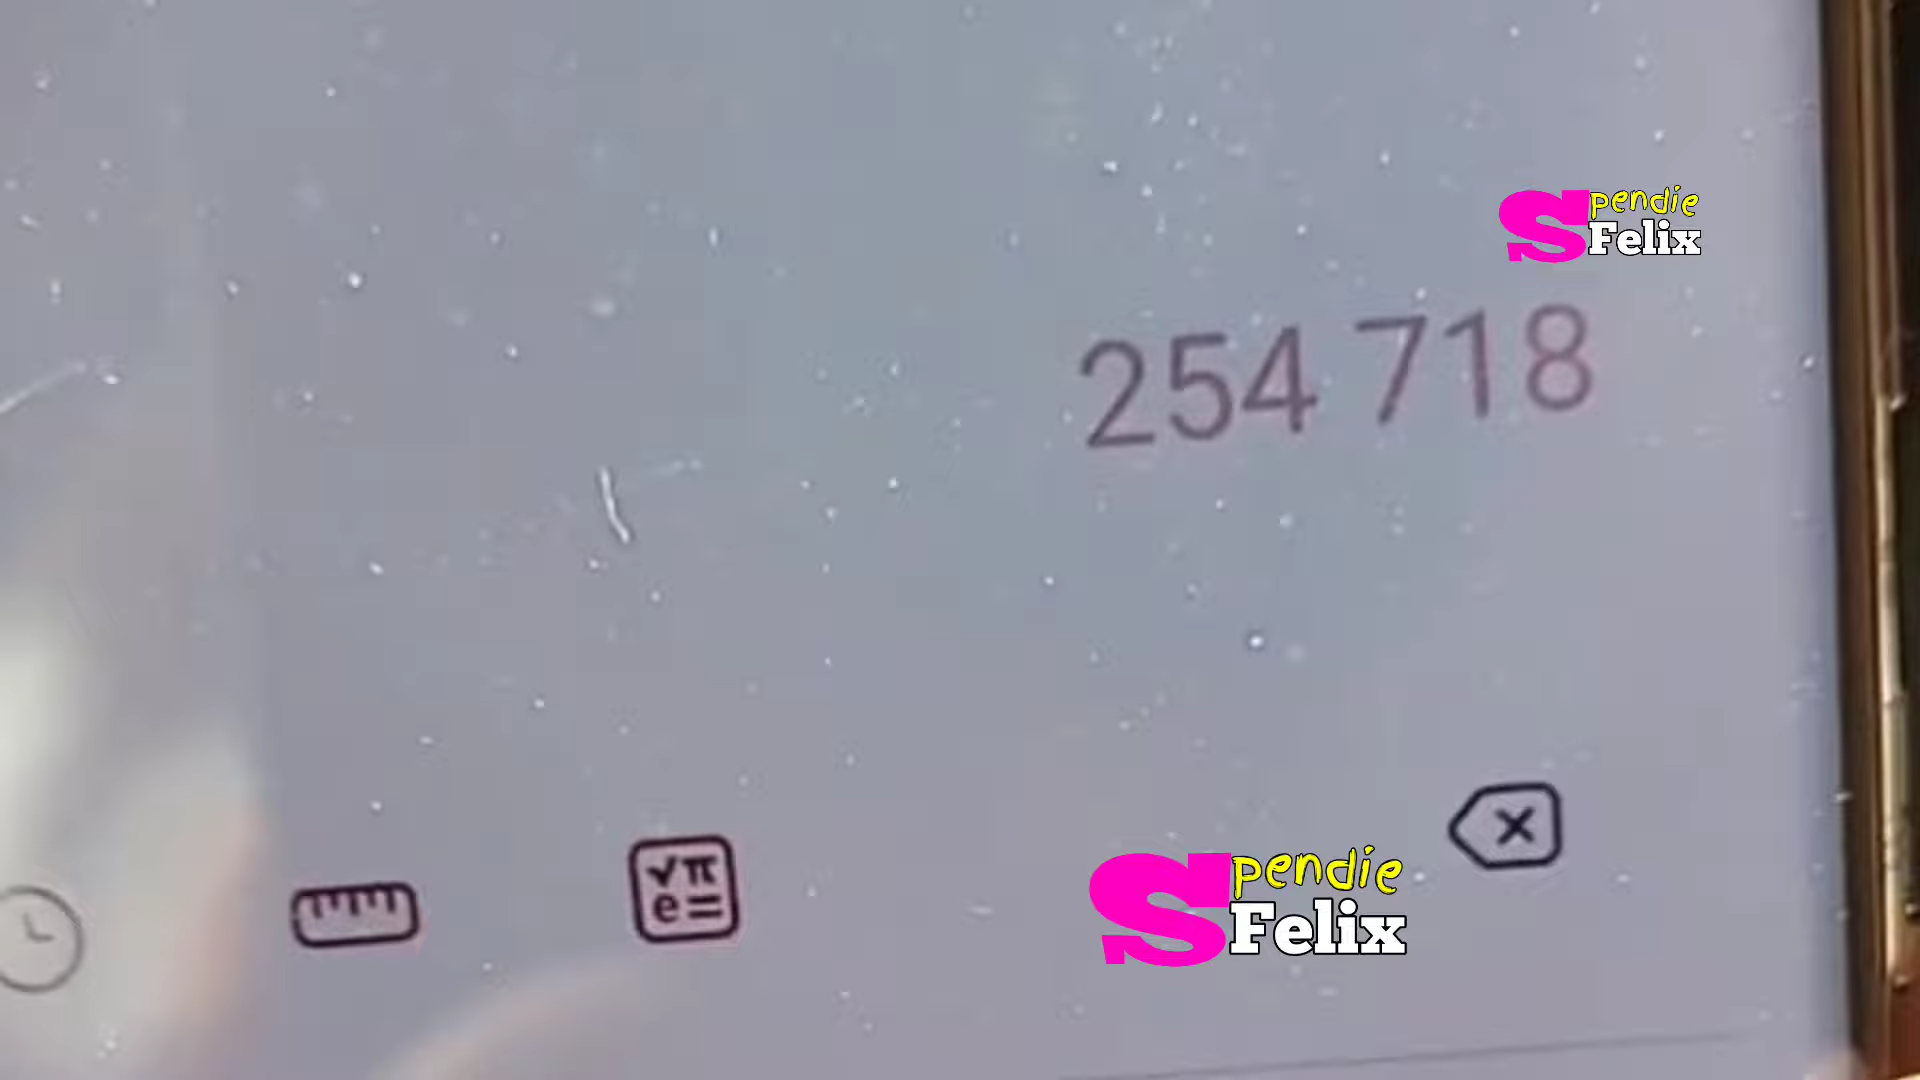 Spendie
Felix
254 718
√π
e=
Spendie
Felix